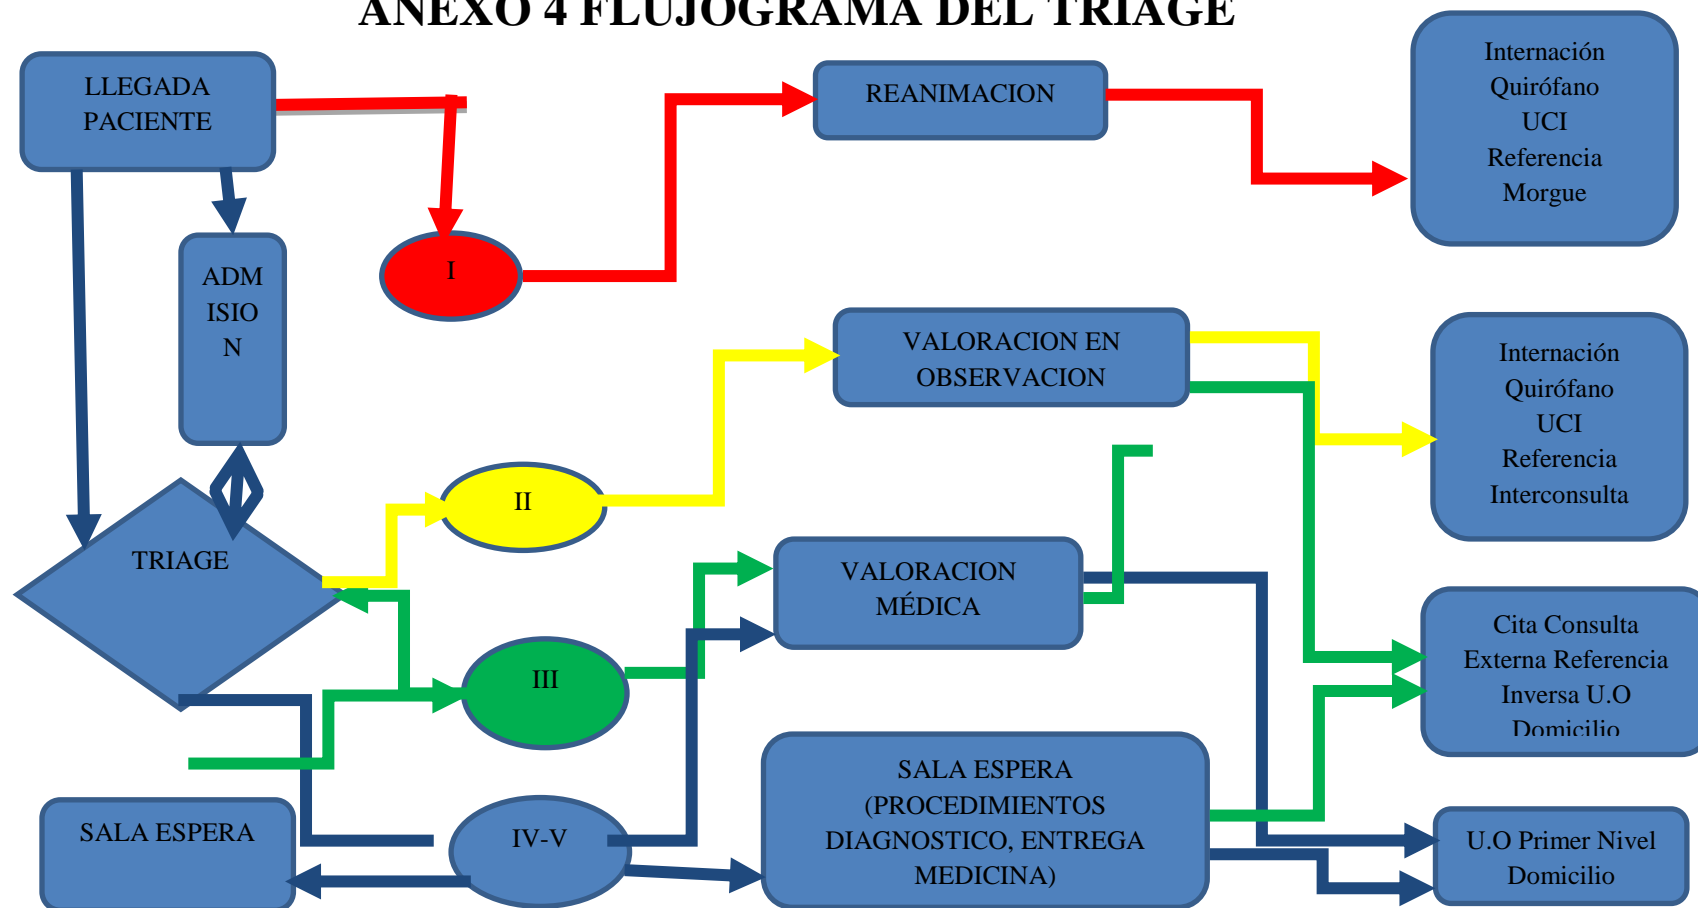 ANEXO 4 FLUJOGRAMA DEL TRIAGE
LLEGADA
PACIENTE
REANIMACION
Internación
Quirófano
UCI
Referencia
Morgue
ADM
ISIO
N
I
VALORACION EN
OBSERVACION
Internación
Quirófano
UCI
Referencia
Interconsulta
II
TRIAGE
VALORACION
MÉDICA
III
Cita Consulta
Externa Referencia
Inversa U.O
Domicilio
SALA ESPERA
IV-V
SALA ESPERA
(PROCEDIMIENTOS
DIAGNOSTICO, ENTREGA
MEDICINA)
U.O Primer Nivel
Domicilio